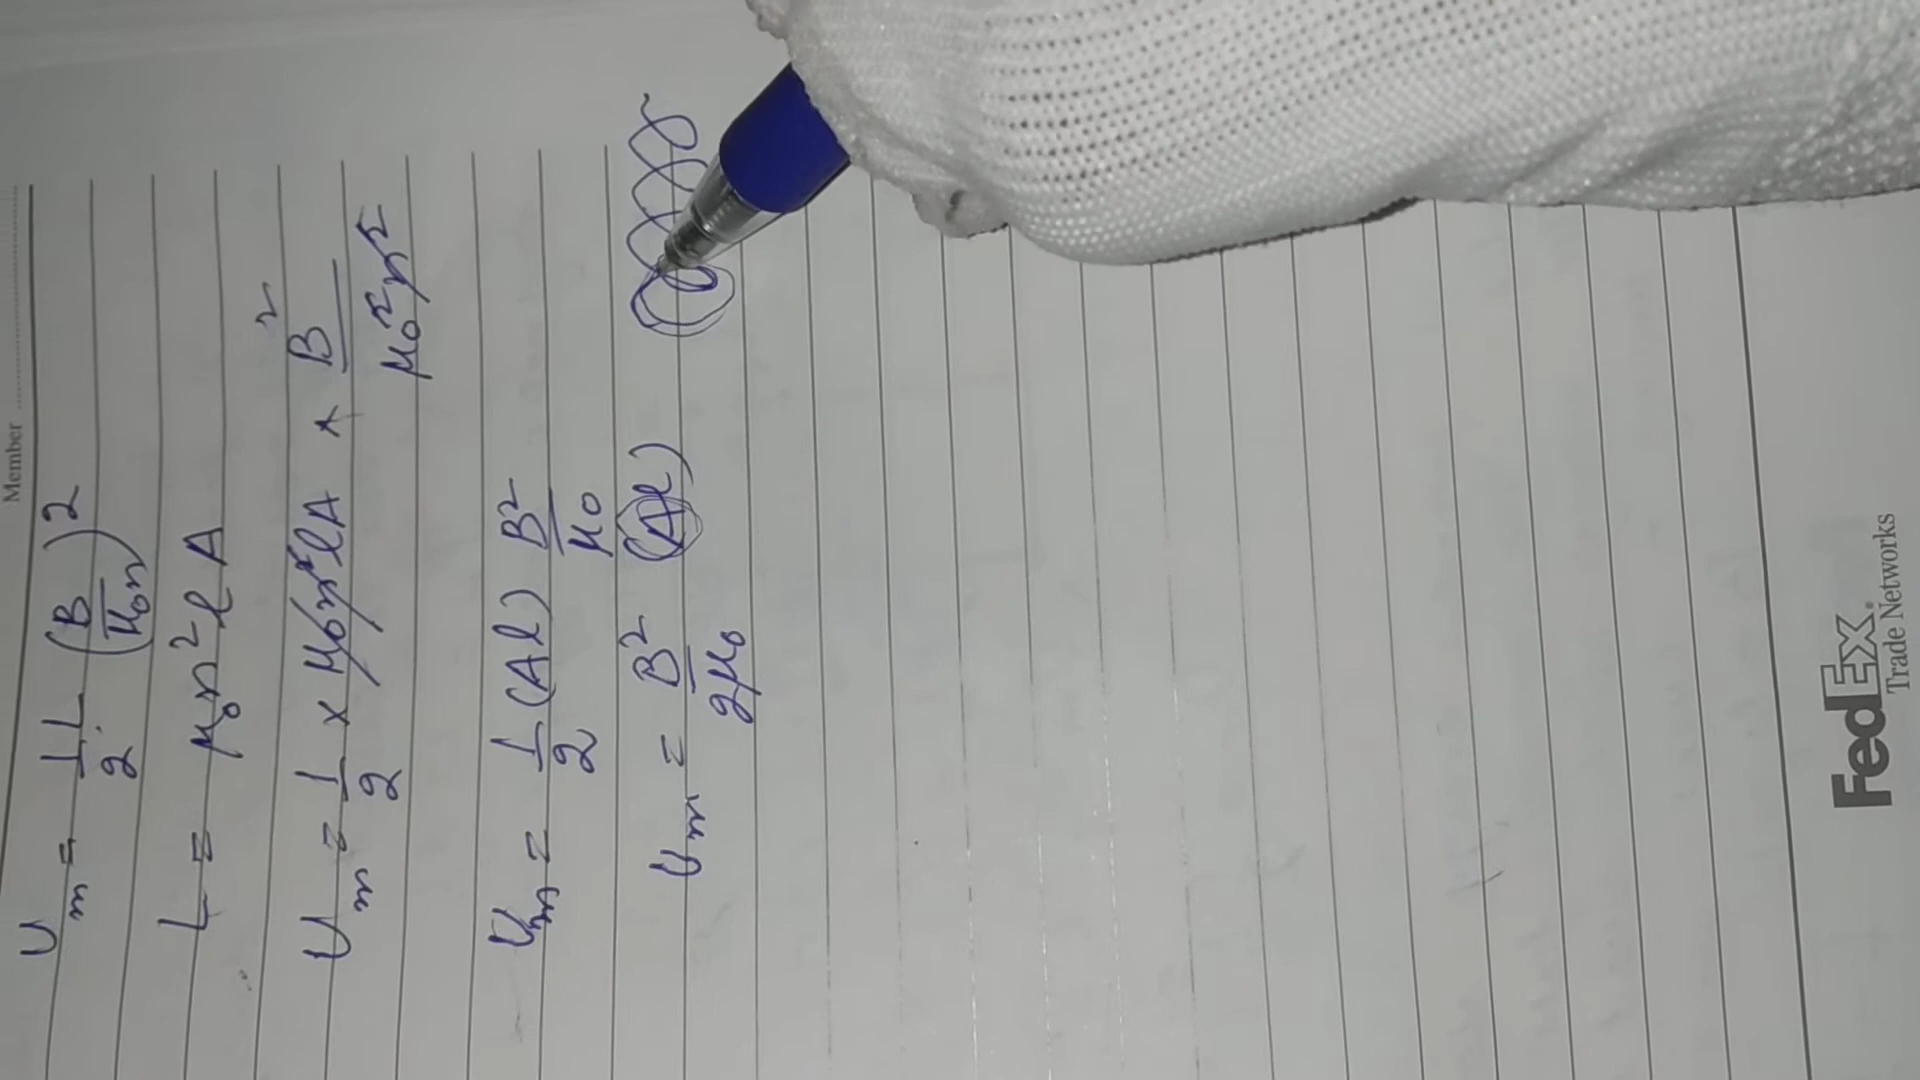 Member
U_m = 1/2 L (B/μ₀n)²
L = μ₀n²lA
U_m = 1/2 × μ₀n²lA × B²/μ₀²n²
U_m = 1/2 (Al) B²/μ₀
U_m = B²/2μ₀ (Al)
FedEx®
Trade Networks